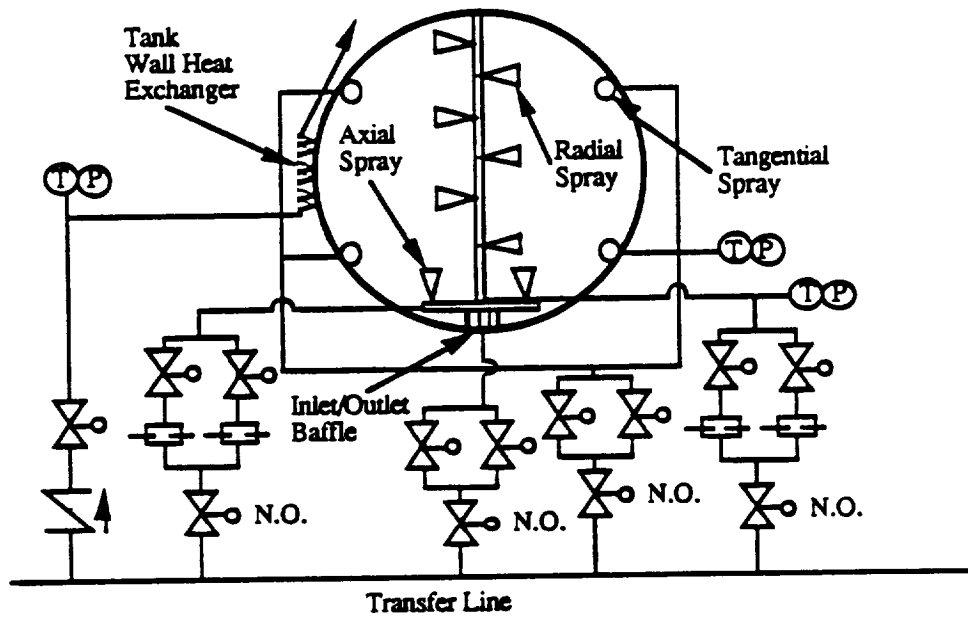 Tank
Wall Heat
Exchanger
Axial
Spray
Radial
Spray
Tangential
Spray
T P
T P
T P
Inlet/Outlet
Baffle
N.O.
N.O.
N.O.
N.O.
Transfer Line